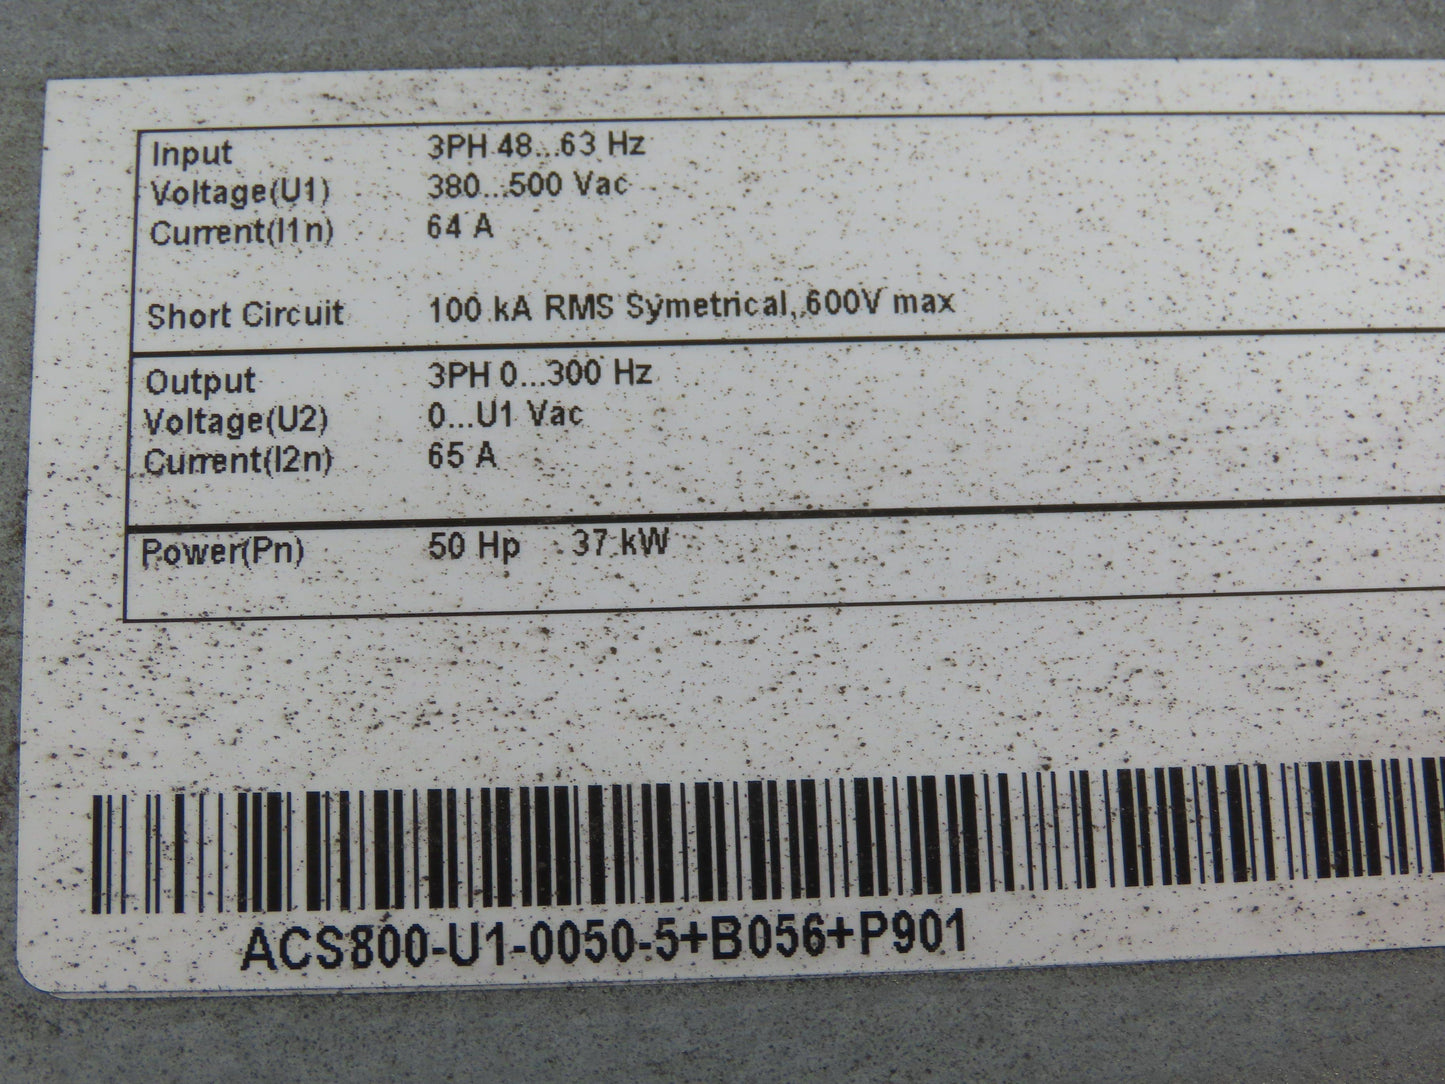 Input 3PH 48...63 Hz
Voltage(U1) 380...500 Vac
Current(I1n) 64 A
Short Circuit 100 kA RMS Symetrical, 600V max
Output 3PH 0...300 Hz
Voltage(U2) 0...U1 Vac
Current(I2n) 65 A
Power(Pn) 50 Hp 37 kW
ACS800-U1-0050-5+B056+P901